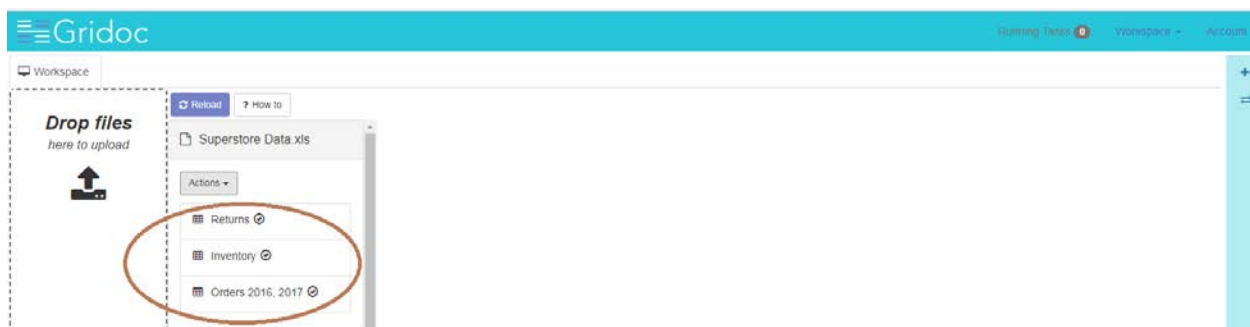 Gridoc
Running Tasks 0 Workspace Account
Workspace
Reload ? How to
Drop files
here to upload
Superstore Data.xls
Actions
Returns
Inventory
Orders 2016, 2017